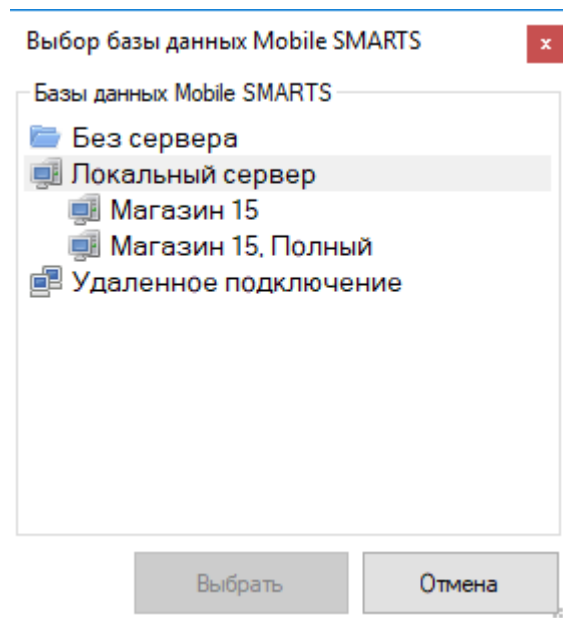 Выбор базы данных Mobile SMARTS
x
Базы данных Mobile SMARTS
Без сервера
Локальный сервер
Магазин 15
Магазин 15, Полный
Удаленное подключение
Выбрать Отмена